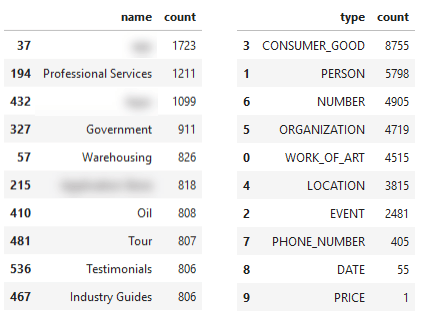 name count
37 1723
194 Professional Services 1211
432 1099
327 Government 911
57 Warehousing 826
215 818
410 Oil 808
481 Tour 807
536 Testimonials 806
467 Industry Guides 806
type count
3 CONSUMER_GOOD 8755
1 PERSON 5798
6 NUMBER 4905
5 ORGANIZATION 4719
0 WORK_OF_ART 4515
4 LOCATION 3815
2 EVENT 2481
7 PHONE_NUMBER 405
8 DATE 55
9 PRICE 1